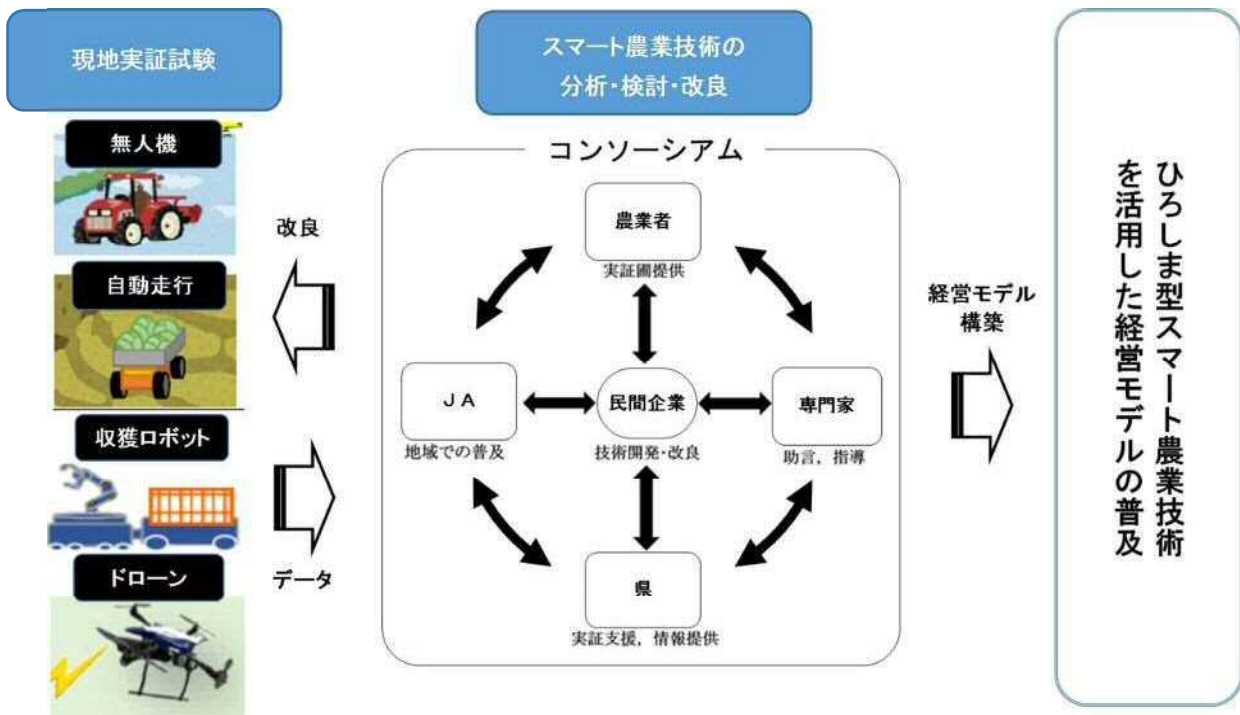 現地実証試験
無人機
自動走行
収獲ロボット
ドローン
改良
データ
スマート農業技術の
分析・検討・改良
コンソーシアム
農業者
実証圃提供
JA
地域での普及
民間企業
技術開発・改良
専門家
助言，指導
県
実証支援，情報提供
経営モデル
構築
ひろしま型スマート農業技術
を活用した経営モデルの普及